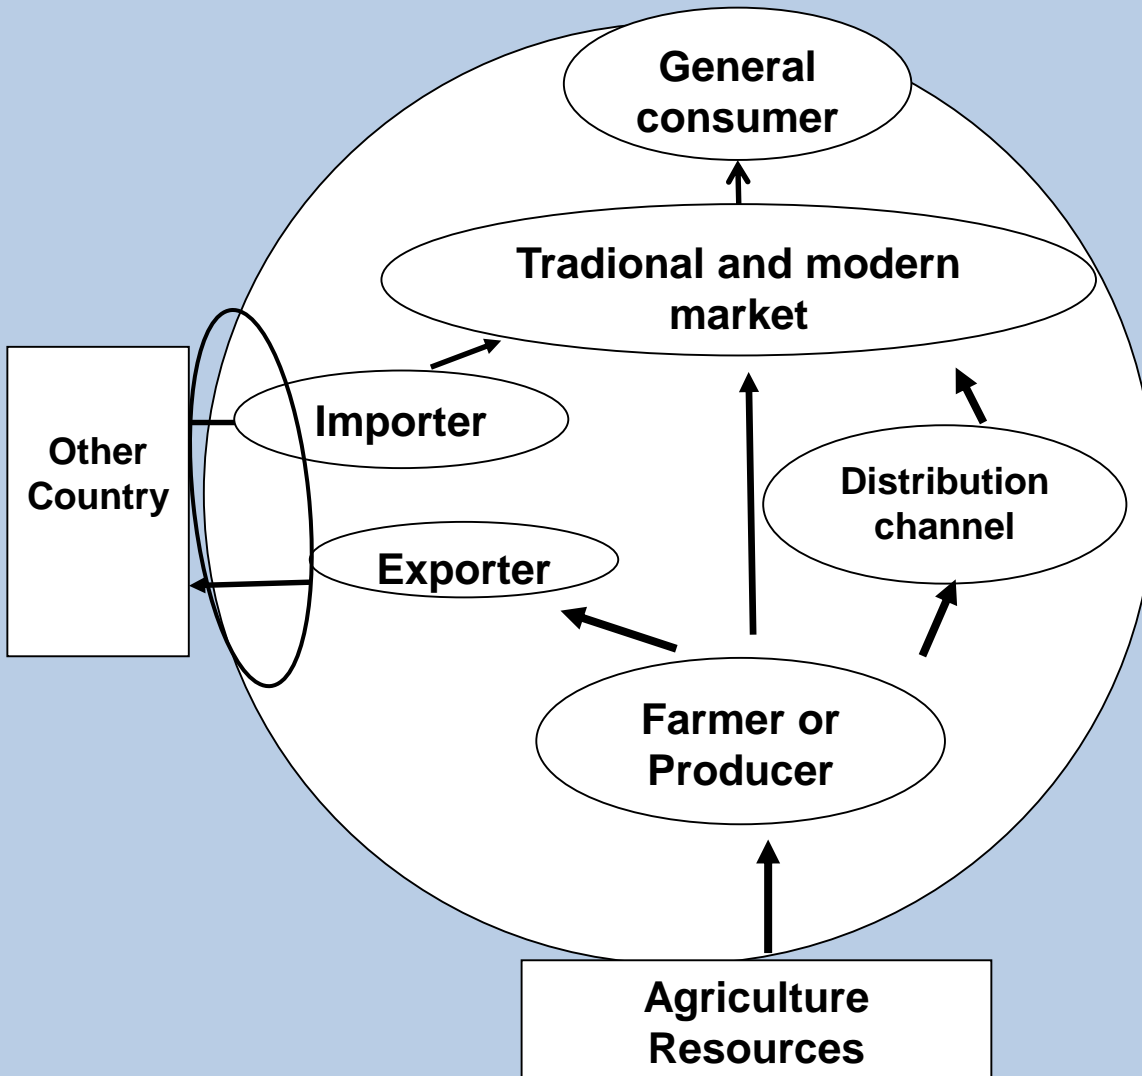 General
consumer
Tradional and modern
market
Importer
Other
Country
Distribution
channel
Exporter
Farmer or
Producer
Agriculture
Resources